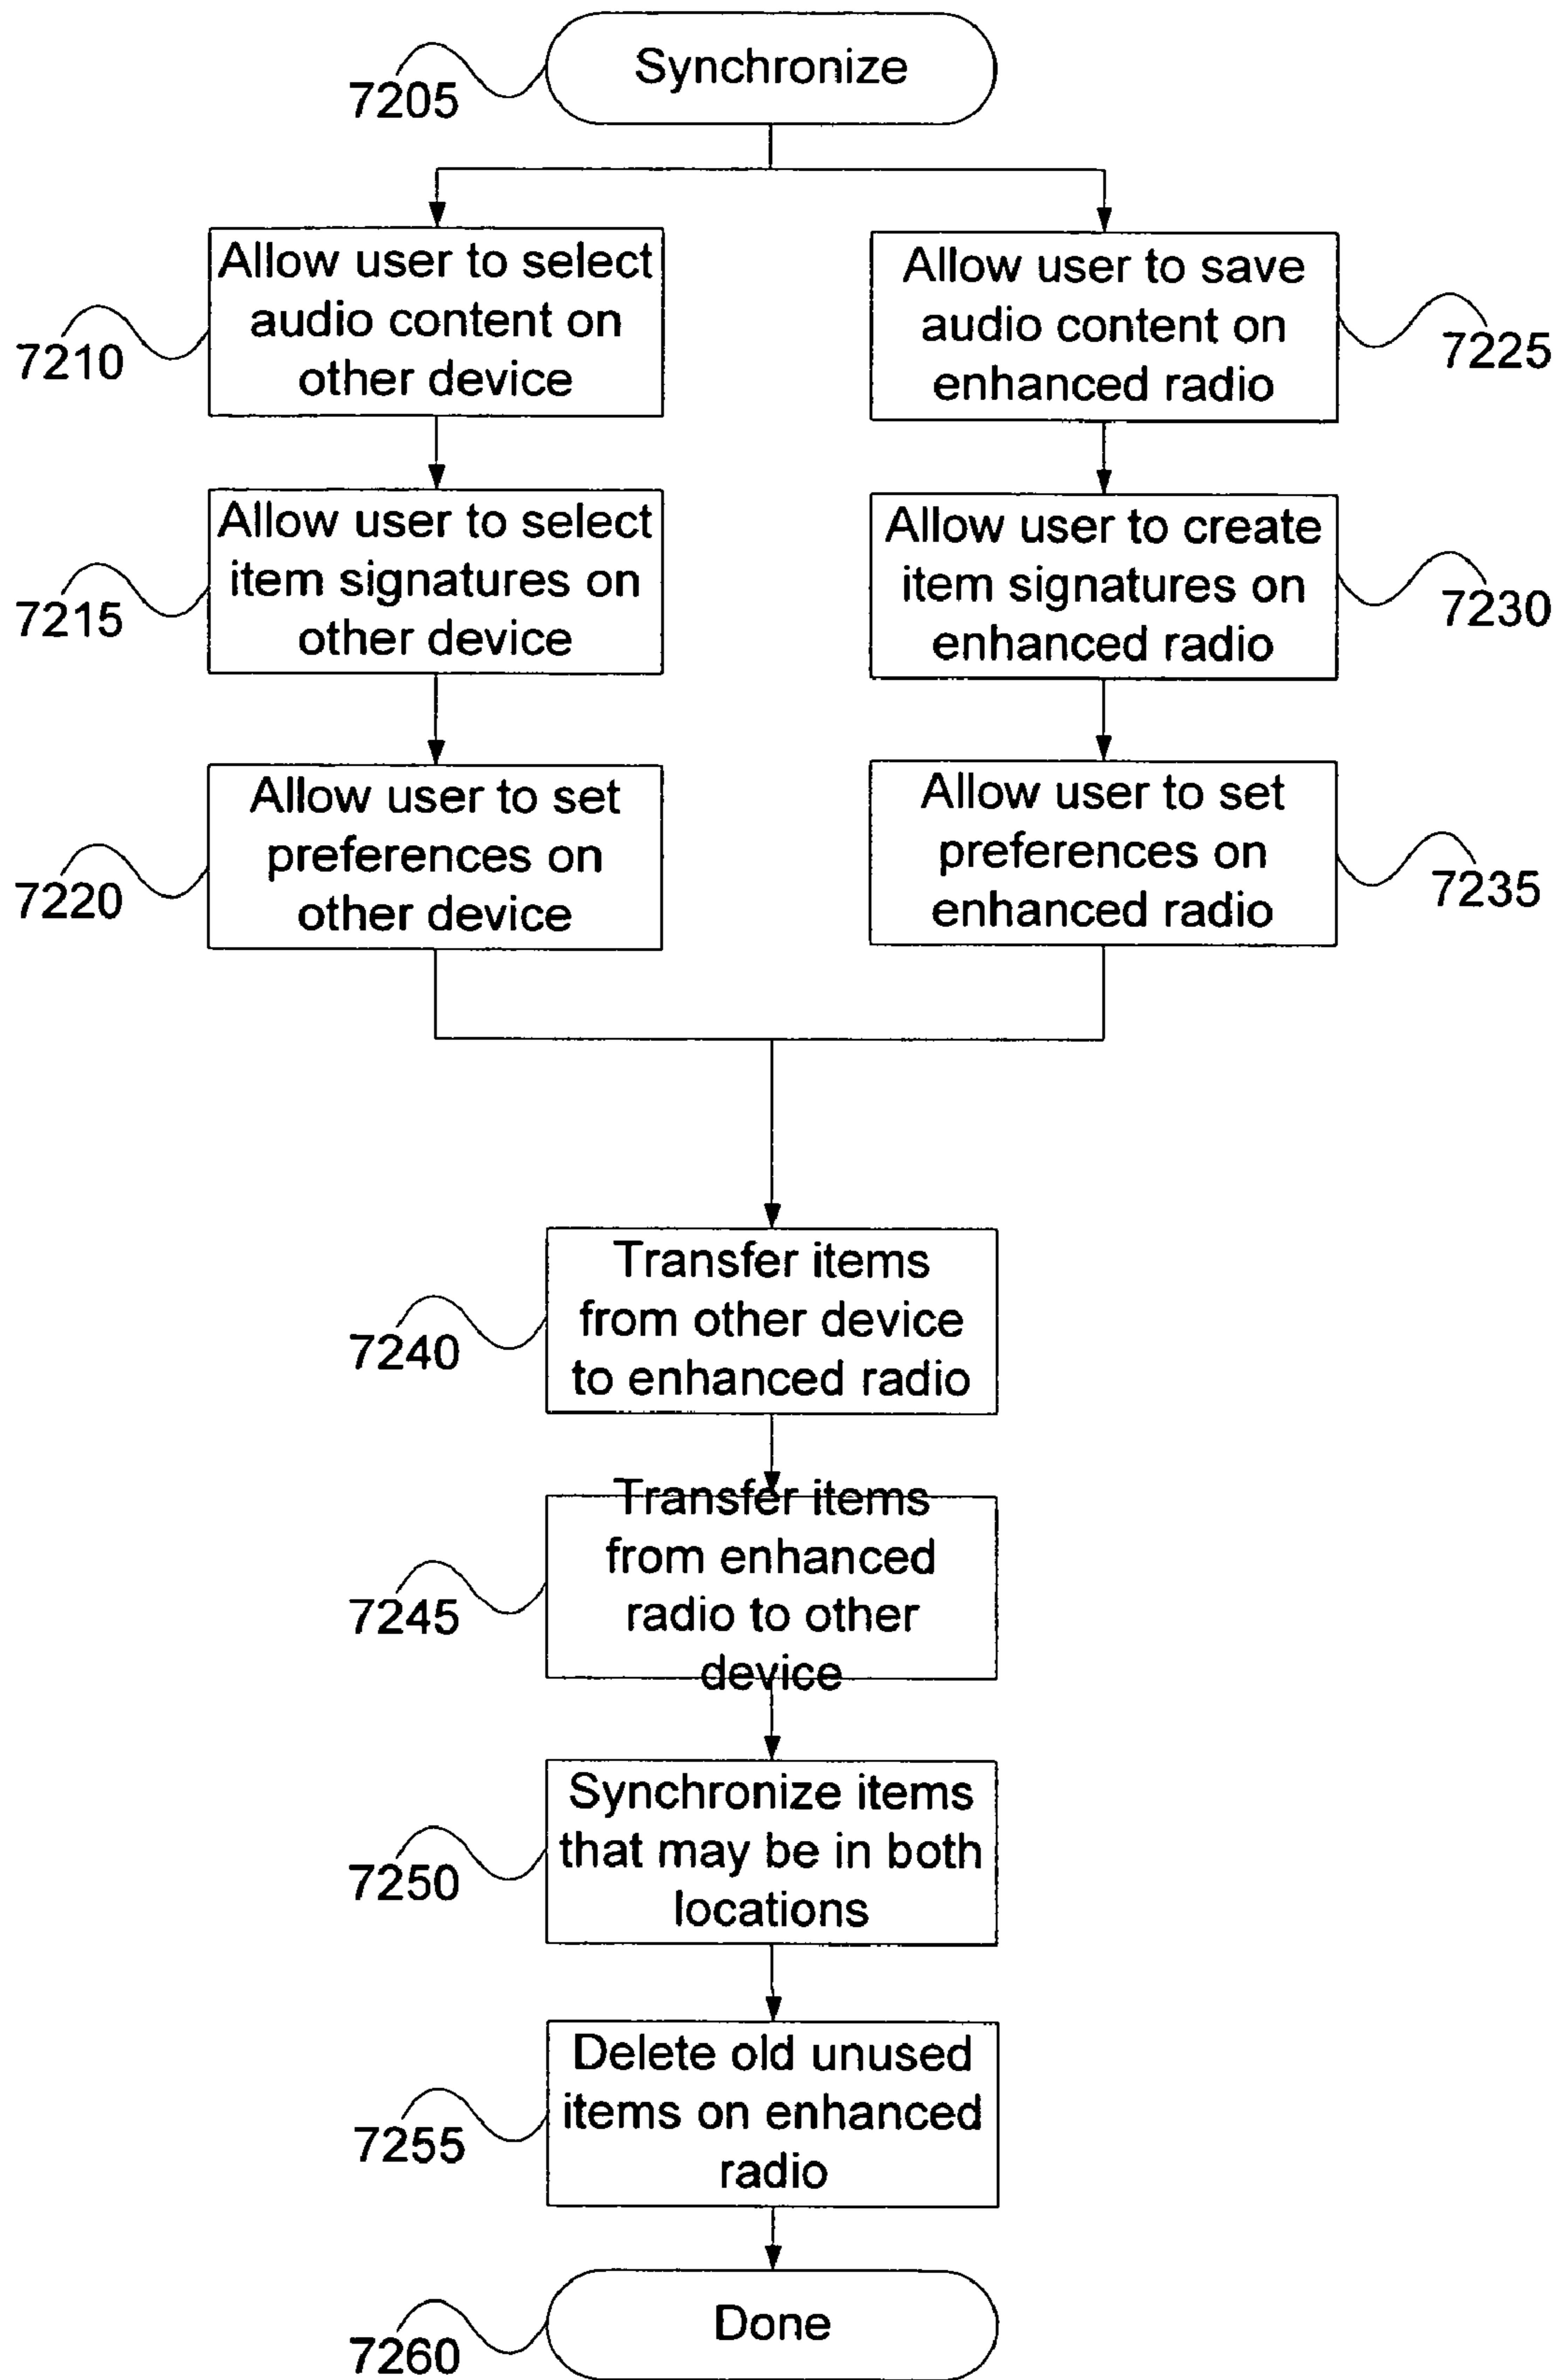 Synchronize
7205
Allow user to select
audio content on
other device
7210
Allow user to save
audio content on
enhanced radio
7225
Allow user to select
item signatures on
other device
7215
Allow user to create
item signatures on
enhanced radio
7230
Allow user to set
preferences on
other device
7220
Allow user to set
preferences on
enhanced radio
7235
Transfer items
from other device
to enhanced radio
7240
Transfer items
from enhanced
radio to other
device
7245
Synchronize items
that may be in both
locations
7250
Delete old unused
items on enhanced
radio
7255
Done
7260